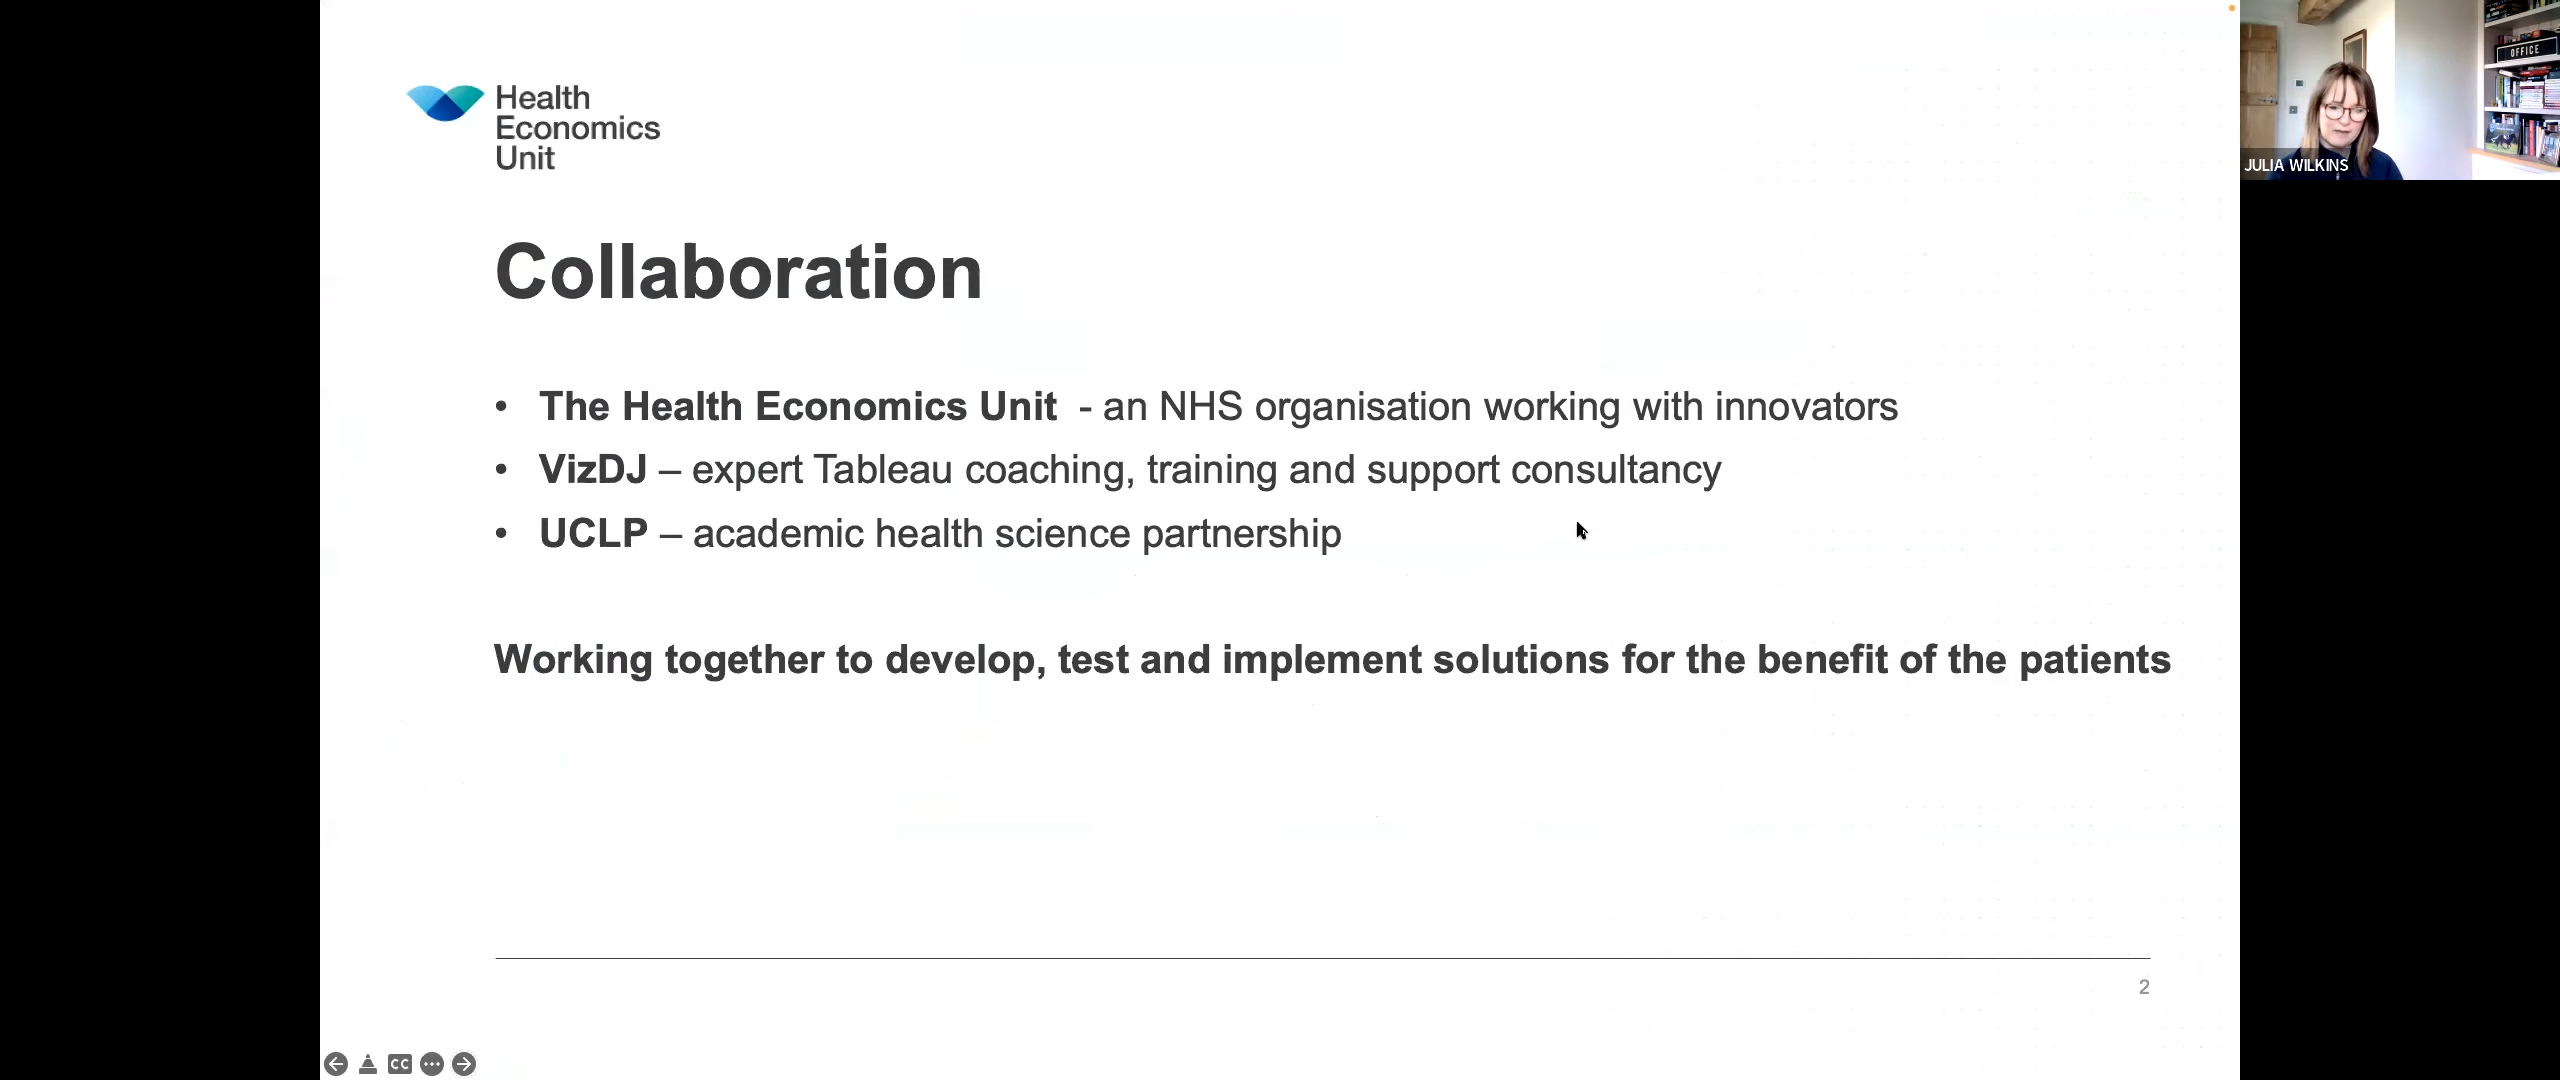 Health
Economics
Unit
OFFICE
JULIA WILKINS
Collaboration
• The Health Economics Unit - an NHS organisation working with innovators
• VizDJ – expert Tableau coaching, training and support consultancy
• UCLP – academic health science partnership
Working together to develop, test and implement solutions for the benefit of the patients
2
CC